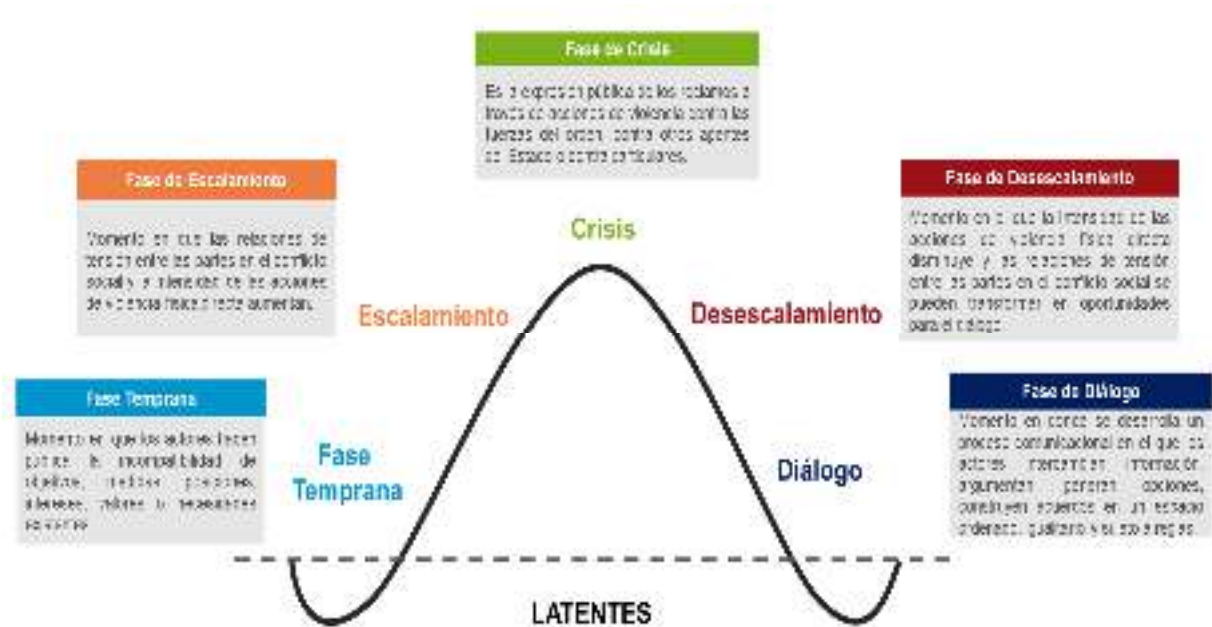 Fase de Crisis
Es la expresión pública de los reclamos a
través de acciones de violencia contra las
fuerzas del orden, contra otros agentes
del Estado o contra particulares.
Fase de Escalamiento
Momento en que las relaciones de
tensión entre las partes en el conflicto
social y la intensidad de las acciones
de violencia física directa aumentan.
Fase de Desescalamiento
Momento en el que la intensidad de las
acciones de violencia física directa
disminuye y las relaciones de tensión
entre las partes en el conflicto social se
pueden transformar en oportunidades
para el diálogo
Crisis
Escalamiento
Desescalamiento
Fase Temprana
Momento en que los actores hacen
pública la incompatibilidad de
objetivos, medios, posiciones,
intereses, valores o necesidades
Fase
Temprana
Diálogo
Fase de Diálogo
Momento en donde se desarrolla un
proceso comunicacional en el que los
actores intercambian información,
argumentan generan opciones,
construyen acuerdos en un espacio
ordenado, igualitario y sujeto a reglas.
LATENTES